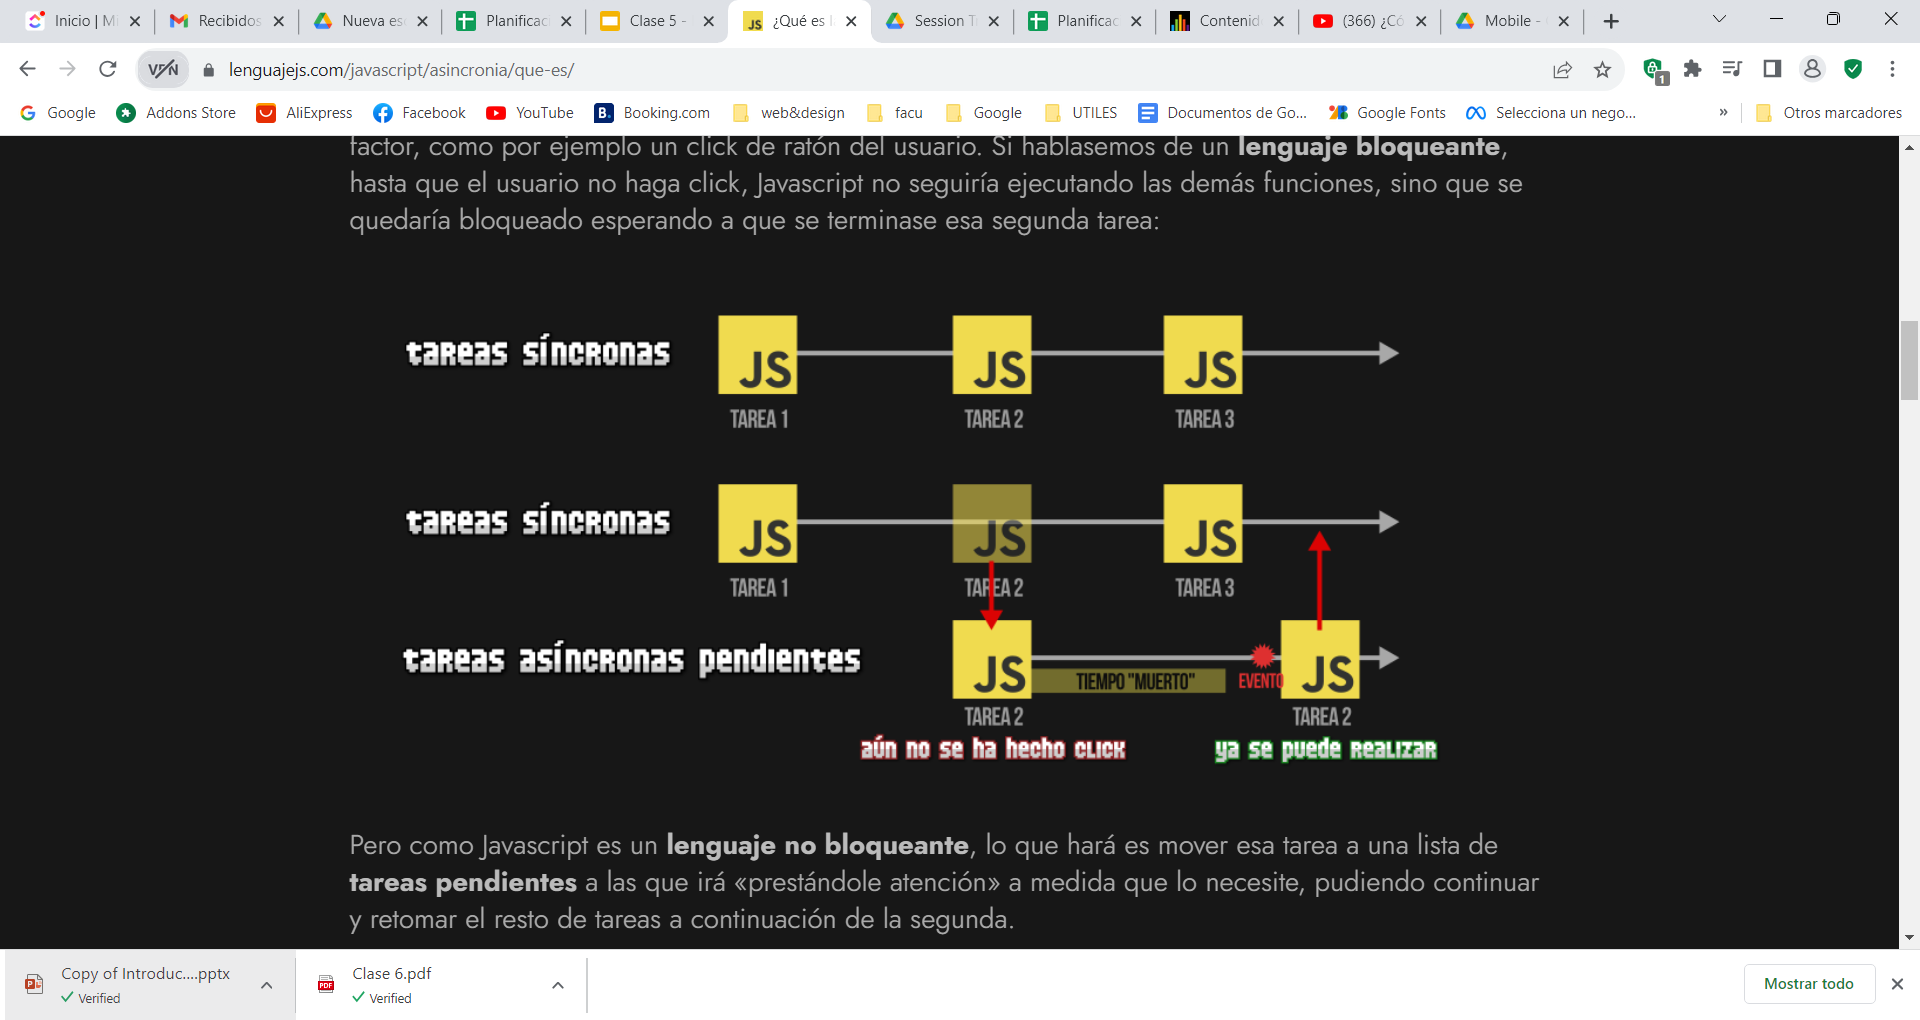 Inicio | Mi
Recibidos
Nueva es
Planificac
Clase 5 -
¿Qué es l
Session T
Planificac
Contenid
(366) ¿Có
Mobile -
VPN
lenguajejs.com/javascript/asincronia/que-es/
1
Google
Addons Store
AliExpress
Facebook
YouTube
Booking.com
web&design
facu
Google
UTILES
Documentos de Go...
Google Fonts
Selecciona un nego...
»
Otros marcadores
factor, como por ejemplo un click de ratón del usuario. Si hablasemos de un lenguaje bloqueante,
hasta que el usuario no haga click, Javascript no seguiría ejecutando las demás funciones, sino que se
quedaría bloqueado esperando a que se terminase esa segunda tarea:
tareas síncronas
JS
JS
JS
TAREA 1
TAREA 2
TAREA 3
tareas síncronas
JS
JS
JS
TAREA 1
TAREA 2
TAREA 3
tareas asíncronas pendientes
JS
TIEMPO "MUERTO"
EVENTO
JS
TAREA 2
TAREA 2
aún no se ha hecho click
ya se puede realizar
Pero como Javascript es un lenguaje no bloqueante, lo que hará es mover esa tarea a una lista de
tareas pendientes a las que irá «prestándole atención» a medida que lo necesite, pudiendo continuar
y retomar el resto de tareas a continuación de la segunda.
Copy of Introduc....pptx
Verified
Clase 6.pdf
Verified
Mostrar todo